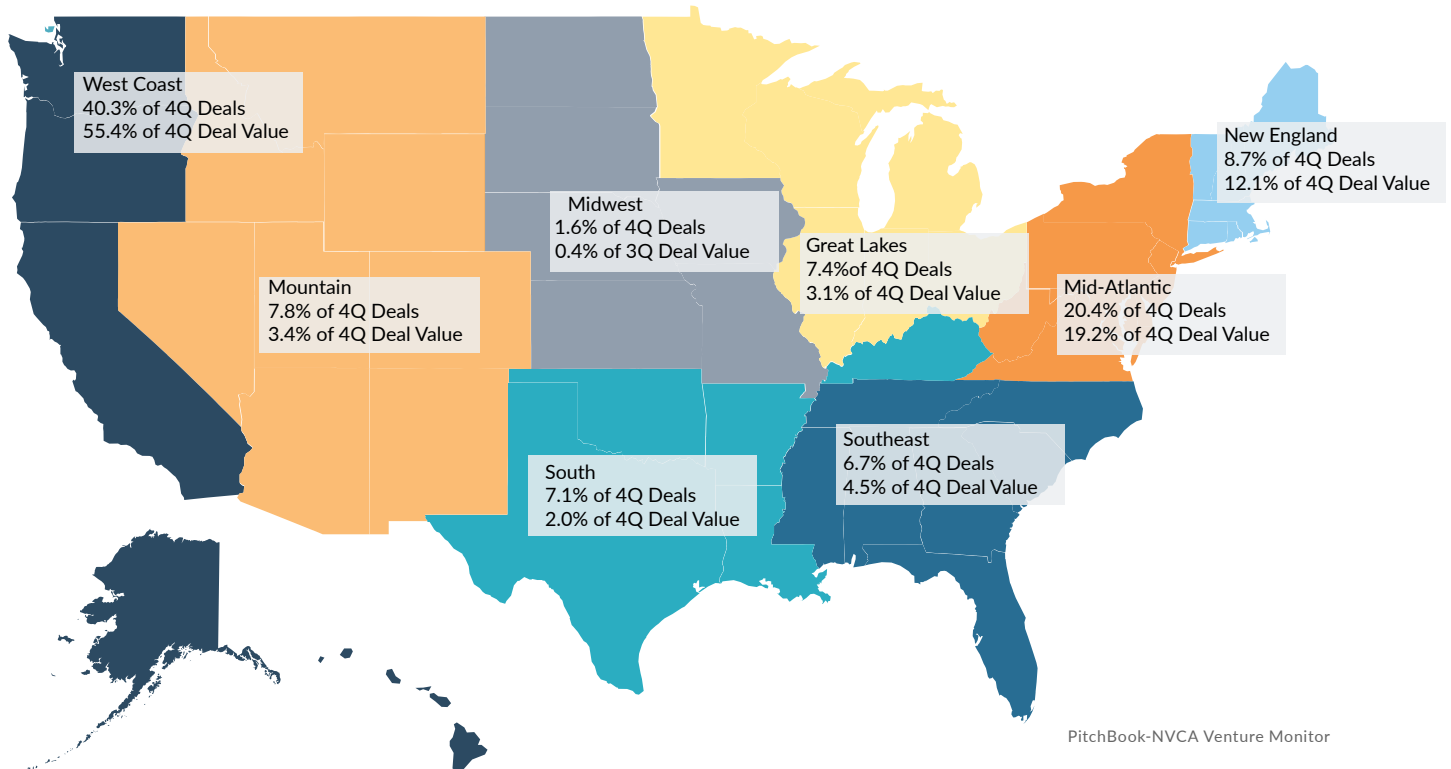 West Coast
40.3% of 4Q Deals
55.4% of 4Q Deal Value
New England
8.7% of 4Q Deals
12.1% of 4Q Deal Value
Midwest
1.6% of 4Q Deals
0.4% of 3Q Deal Value
Great Lakes
7.4%of 4Q Deals
3.1% of 4Q Deal Value
Mountain
7.8% of 4Q Deals
3.4% of 4Q Deal Value
Mid-Atlantic
20.4% of 4Q Deals
19.2% of 4Q Deal Value
Southeast
6.7% of 4Q Deals
4.5% of 4Q Deal Value
South
7.1% of 4Q Deals
2.0% of 4Q Deal Value
PitchBook-NVCA Venture Monitor